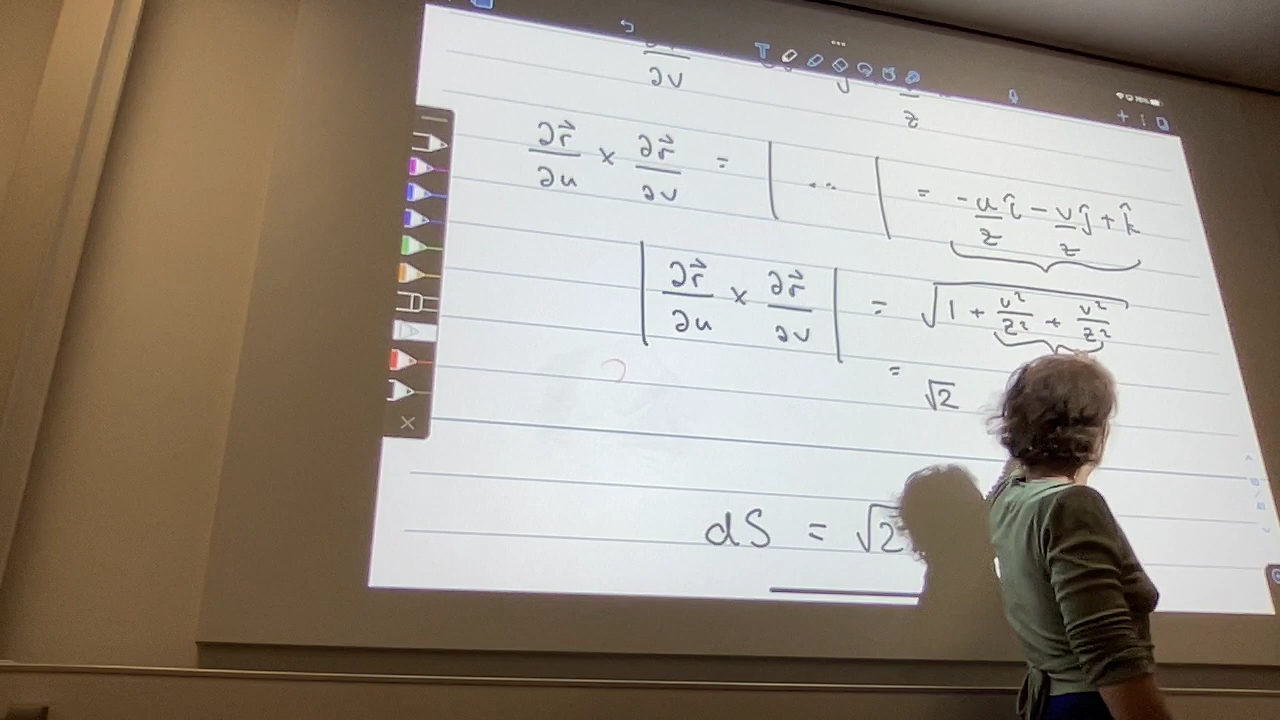 ∂v z
∂r⃗/∂u × ∂r⃗/∂v = | .. | = -u/z î - v/z ĵ + k̂
| ∂r⃗/∂u × ∂r⃗/∂v | = √(1 + u²/z² + v²/z²)
= √2
dS = √2